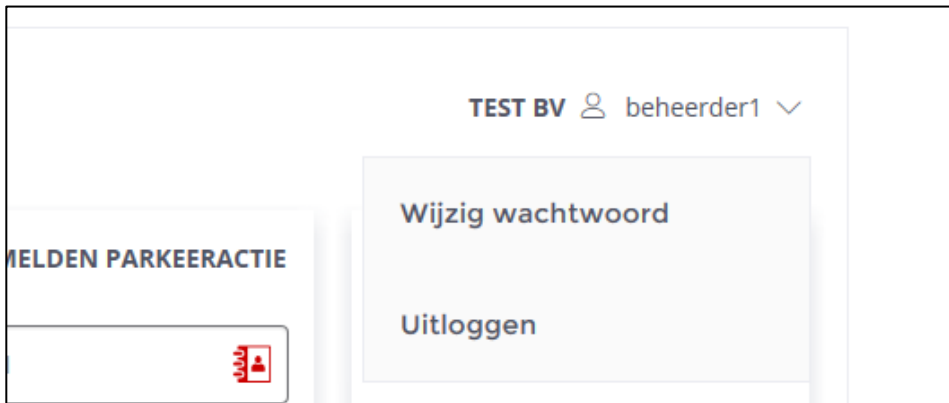 TEST BV beheerder1
Wijzig wachtwoord
MELDEN PARKEERACTIE
Uitloggen